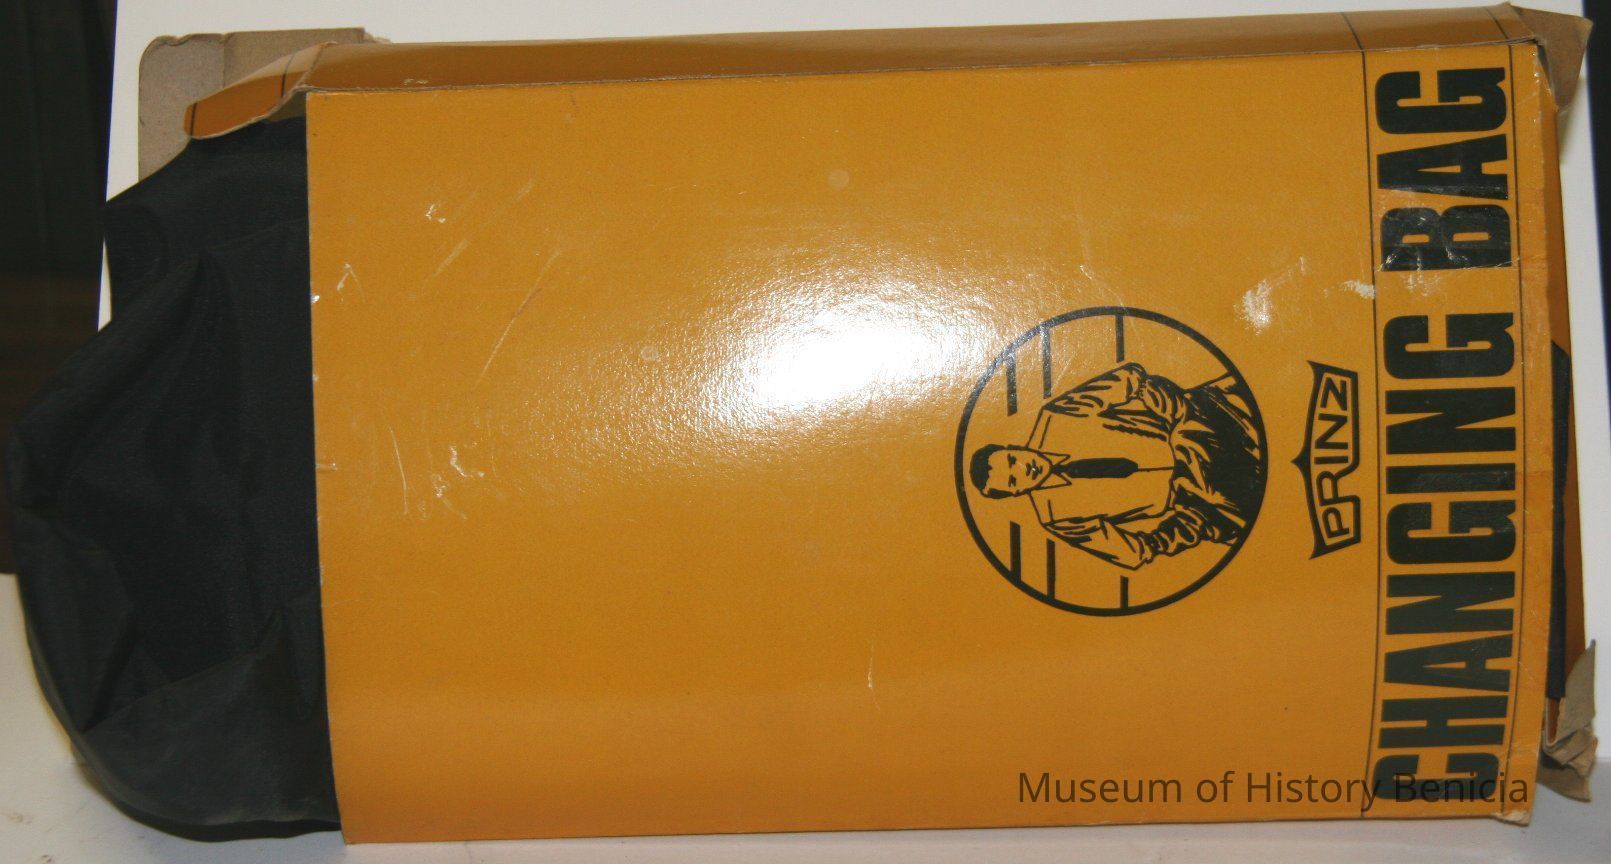 PRINZ
CHANGING BAG
Museum of History Benicia